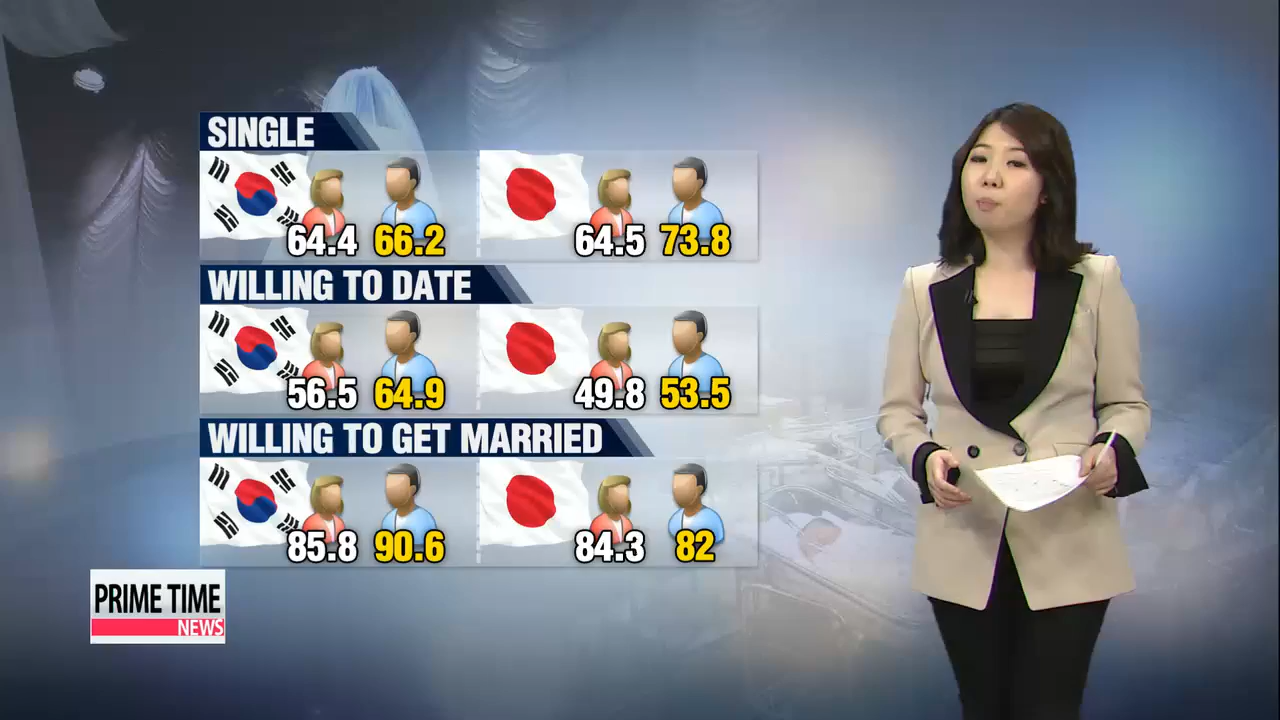 SINGLE
64.4 66.2 64.5 73.8
WILLING TO DATE
56.5 64.9 49.8 53.5
WILLING TO GET MARRIED
85.8 90.6 84.3 82
PRIME TIME
NEWS